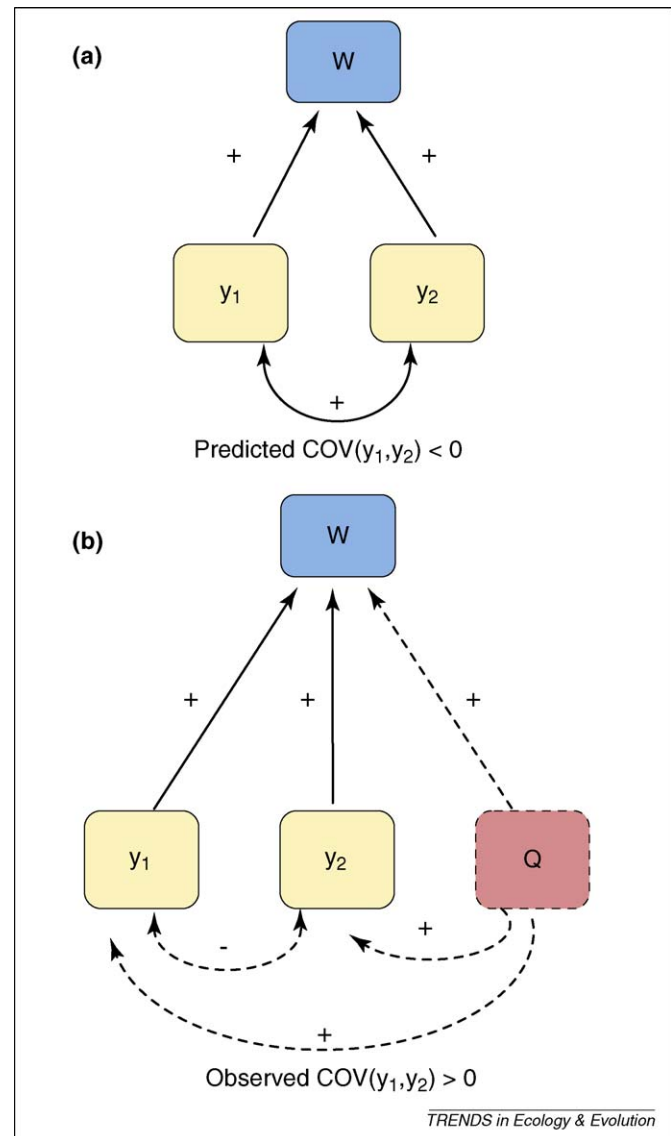 (a)
W
+ +
y₁ y₂
+
Predicted COV(y₁,y₂) < 0
(b)
W
+ + +
y₁ y₂ Q
- +
+
Observed COV(y₁,y₂) > 0
TRENDS in Ecology & Evolution